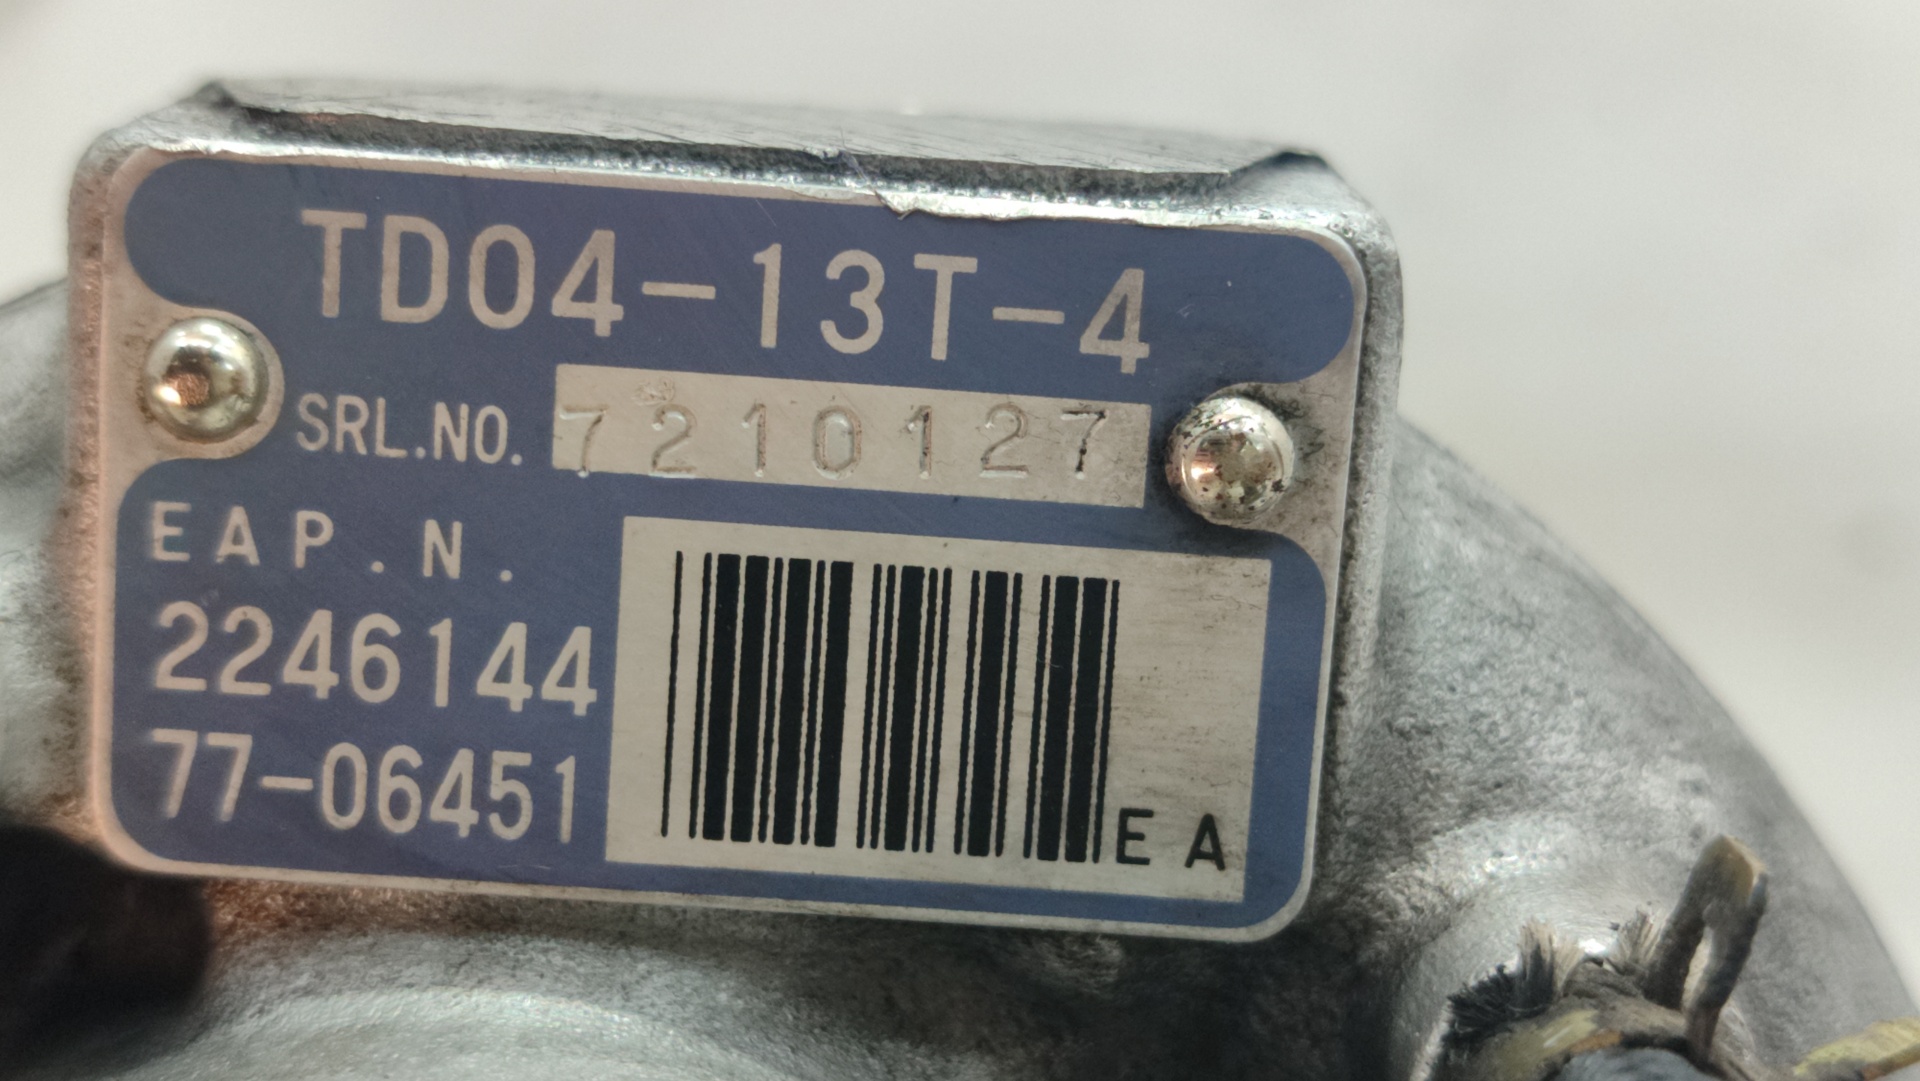 TD04-13T-4
SRL.NO. 7210127
EAP.N.
2246144
77-06451
EA